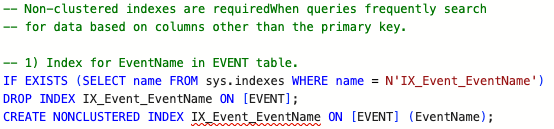 -- Non-clustered indexes are requiredWhen queries frequently search
-- for data based on columns other than the primary key.
-- 1) Index for EventName in EVENT table.
IF EXISTS (SELECT name FROM sys.indexes WHERE name = N'IX_Event_EventName')
DROP INDEX IX_Event_EventName ON [EVENT];
CREATE NONCLUSTERED INDEX IX_Event_EventName ON [EVENT] (EventName);